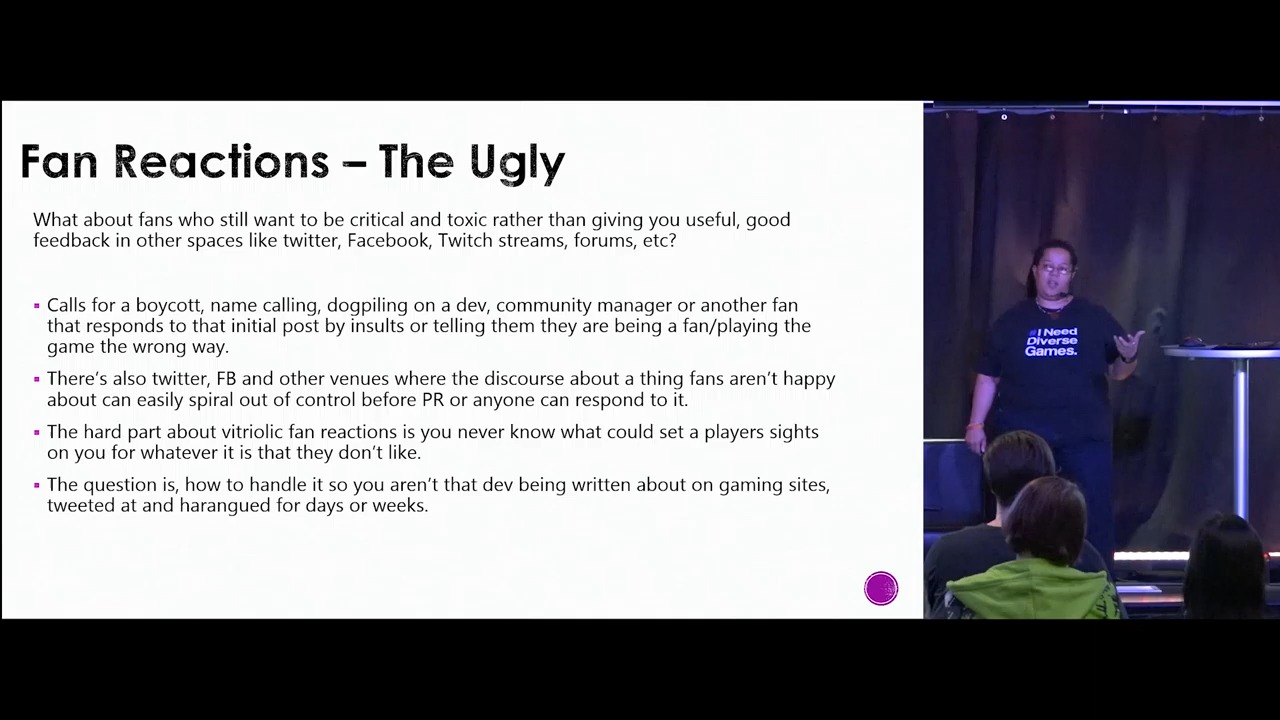 Fan Reactions – The Ugly
What about fans who still want to be critical and toxic rather than giving you useful, good
feedback in other spaces like twitter, Facebook, Twitch streams, forums, etc?
Calls for a boycott, name calling, dogpiling on a dev, community manager or another fan
that responds to that initial post by insults or telling them they are being a fan/playing the
game the wrong way.
There's also twitter, FB and other venues where the discourse about a thing fans aren't happy
about can easily spiral out of control before PR or anyone can respond to it.
The hard part about vitriolic fan reactions is you never know what could set a players sights
on you for whatever it is that they don't like.
The question is, how to handle it so you aren't that dev being written about on gaming sites,
tweeted at and harangued for days or weeks.
#I Need
Diverse
Games.